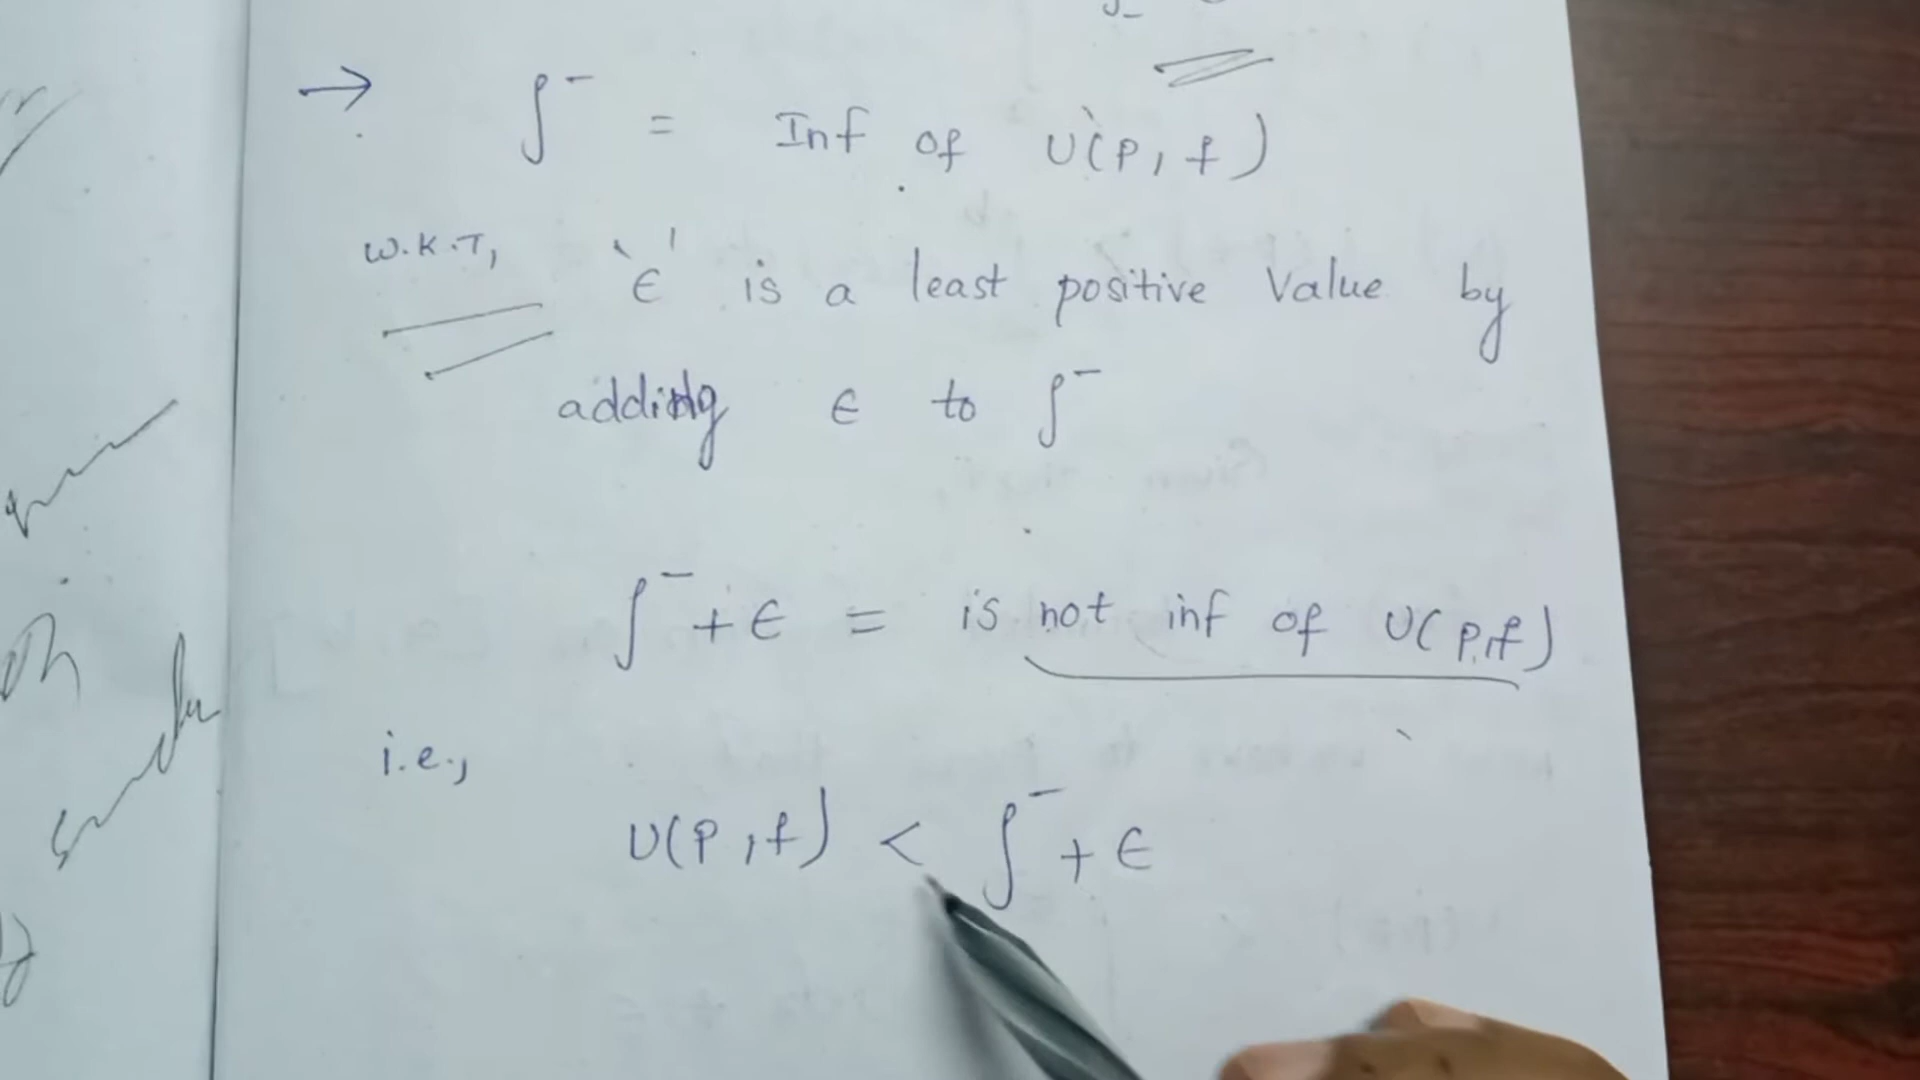 → ∫⁻ = Inf of U(P, f)
W.K.T, 'ϵ' is a least positive value by
adding ϵ to ∫⁻
∫⁻ + ϵ = is not inf of U(P, f)
i.e.,
U(P, f) < ∫⁻ + ϵ